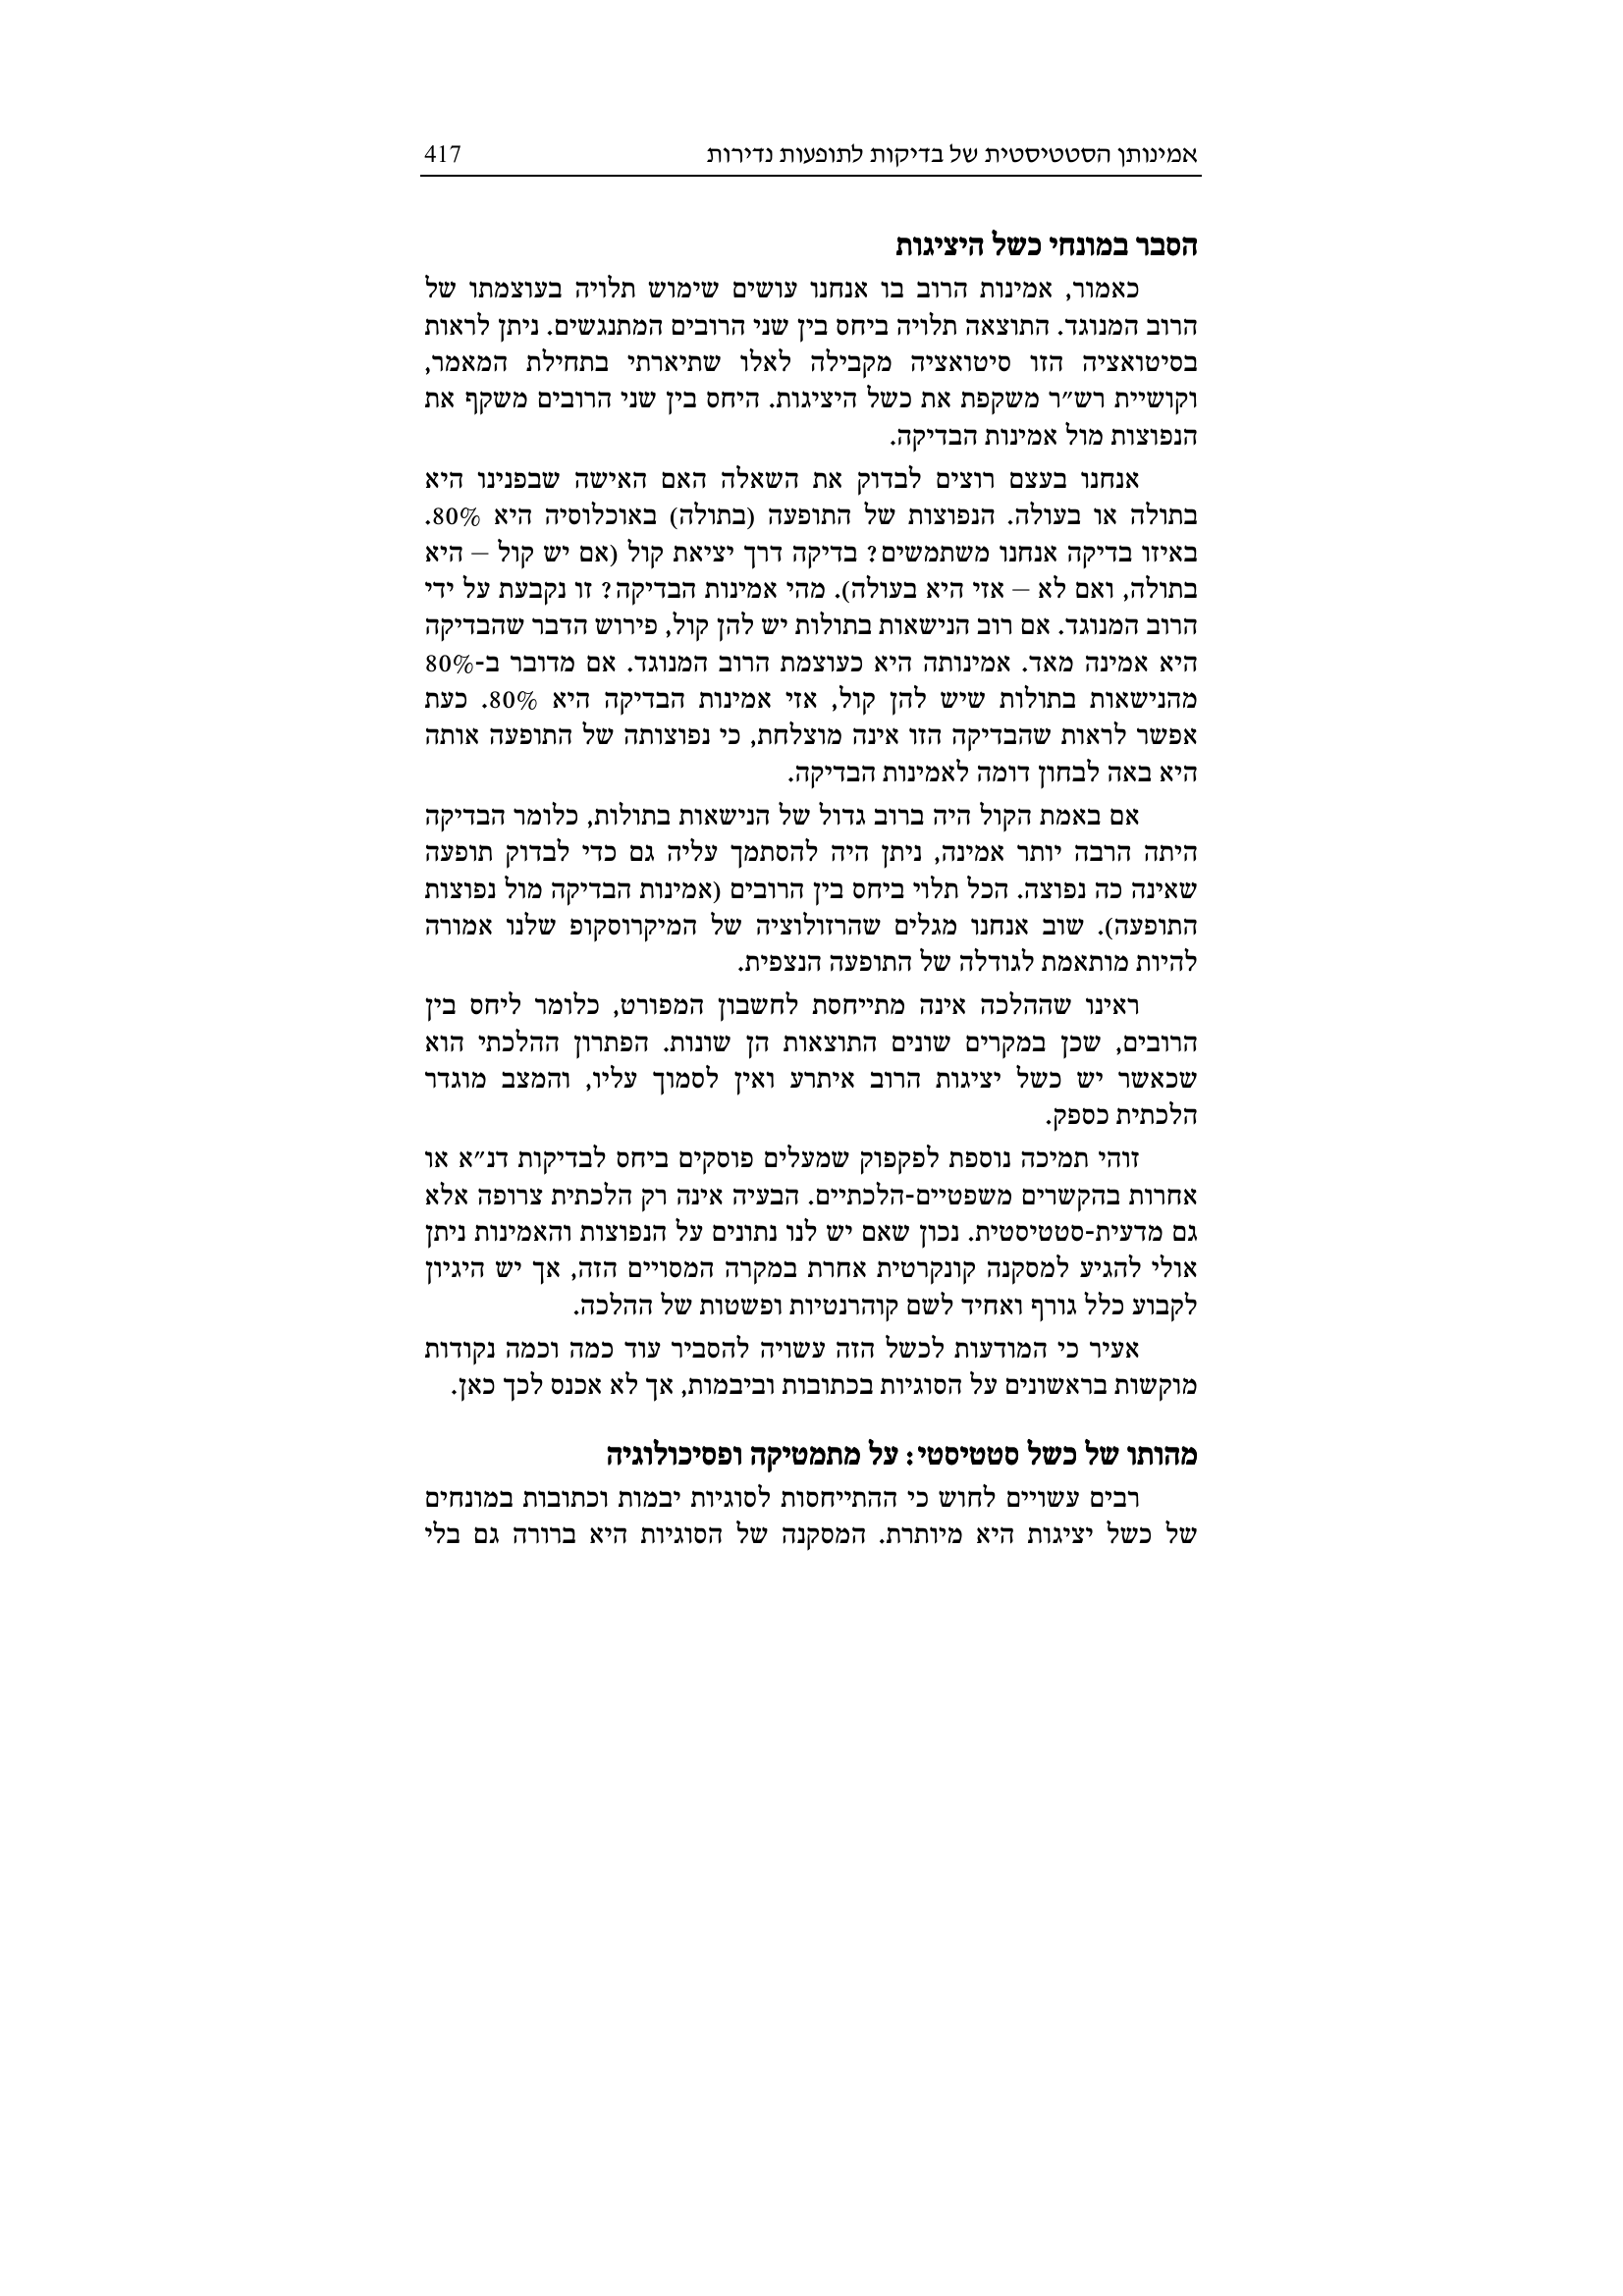 אמינותן הסטטיסטית של בדיקות לתופעות נדירות 417
הסבר במונחי כשל היציגות
כאמור, אמינות הרוב בו אנחנו עושים שימוש תלויה בעוצמתו של
הרוב המנוגד. התוצאה תלויה ביחס בין שני הרובים המתנגשים. ניתן לראות
בסיטואציה הזו סיטואציה מקבילה לאלו שתיארתי בתחילת המאמר,
וקושיית רש״ר משקפת את כשל היציגות. היחס בין שני הרובים משקף את
הנפוצות מול אמינות הבדיקה.
אנחנו בעצם רוצים לבדוק את השאלה האם האישה שבפנינו היא
בתולה או בעולה. הנפוצות של התופעה (בתולה) באוכלוסיה היא 80%.
באיזו בדיקה אנחנו משתמשים? בדיקה דרך יציאת קול (אם יש קול – היא
בתולה, ואם לא – אזי היא בעולה). מהי אמינות הבדיקה? זו נקבעת על ידי
הרוב המנוגד. אם רוב הנישאות בתולות יש להן קול, פירוש הדבר שהבדיקה
היא אמינה מאד. אמינותה היא כעוצמת הרוב המנוגד. אם מדובר ב-80%
מהנישאות בתולות שיש להן קול, אזי אמינות הבדיקה היא 80%. כעת
אפשר לראות שהבדיקה הזו אינה מוצלחת, כי נפוצותה של התופעה אותה
היא באה לבחון דומה לאמינות הבדיקה.
אם באמת הקול היה ברוב גדול של הנישאות בתולות, כלומר הבדיקה
היתה הרבה יותר אמינה, ניתן היה להסתמך עליה גם כדי לבדוק תופעה
שאינה כה נפוצה. הכל תלוי ביחס בין הרובים (אמינות הבדיקה מול נפוצות
התופעה). שוב אנחנו מגלים שהרזולוציה של המיקרוסקופ שלנו אמורה
להיות מותאמת לגודלה של התופעה הנצפית.
ראינו שההלכה אינה מתייחסת לחשבון המפורט, כלומר ליחס בין
הרובים, שכן במקרים שונים התוצאות הן שונות. הפתרון ההלכתי הוא
שכאשר יש כשל יציגות הרוב איתרע ואין לסמוך עליו, והמצב מוגדר
הלכתית כספק.
זוהי תמיכה נוספת לפקפוק שמעלים פוסקים ביחס לבדיקות דנ״א או
אחרות בהקשרים משפטיים-הלכתיים. הבעיה אינה רק הלכתית צרופה אלא
גם מדעית-סטטיסטית. נכון שאם יש לנו נתונים על הנפוצות והאמינות ניתן
אולי להגיע למסקנה קונקרטית אחרת במקרה המסויים הזה, אך יש היגיון
לקבוע כלל גורף ואחיד לשם קוהרנטיות ופשטות של ההלכה.
אעיר כי המודעות לכשל הזה עשויה להסביר עוד כמה וכמה נקודות
מוקשות בראשונים על הסוגיות בכתובות וביבמות, אך לא אכנס לכך כאן.
מהותו של כשל סטטיסטי: על מתמטיקה ופסיכולוגיה
רבים עשויים לחוש כי ההתייחסות לסוגיות יבמות וכתובות במונחים
של כשל יציגות היא מיותרת. המסקנה של הסוגיות היא ברורה גם בלי